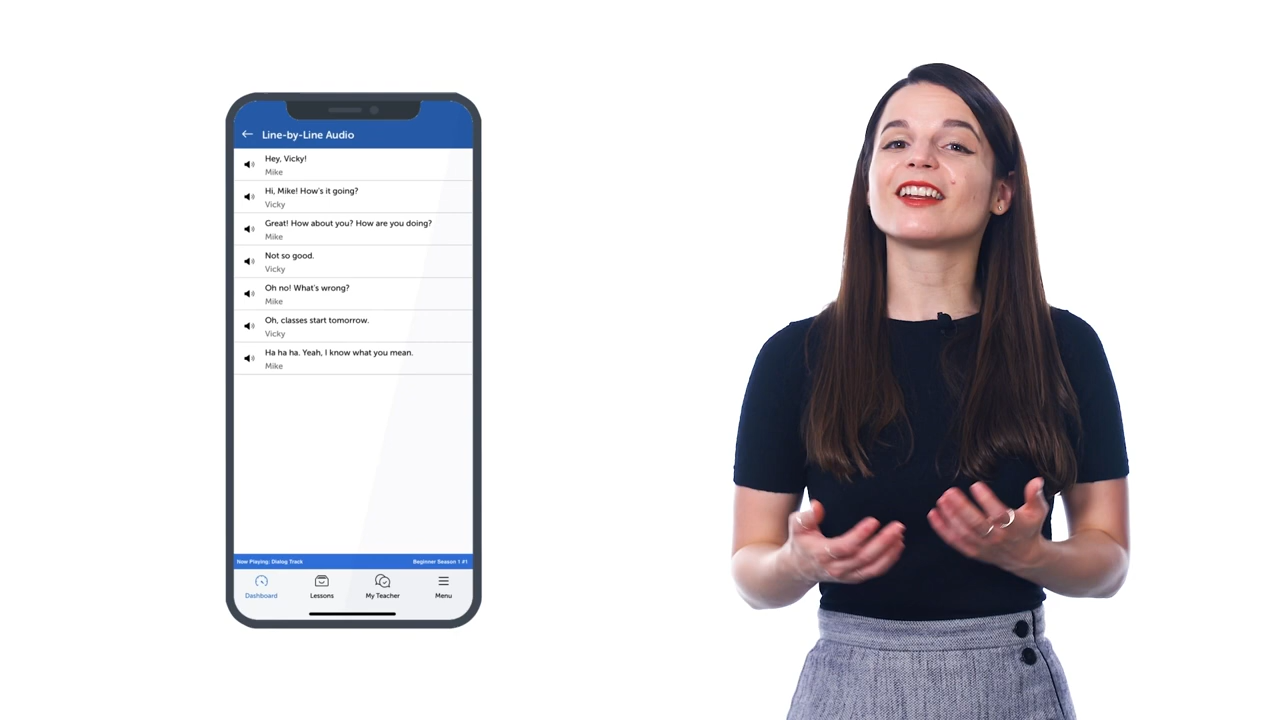 Line-by-Line Audio
Hey, Vicky!
Mike
Hi, Mike! How's it going?
Vicky
Great! How about you? How are you doing?
Mike
Not so good.
Vicky
Oh no! What's wrong?
Mike
Oh, classes start tomorrow.
Vicky
Ha ha ha. Yeah, I know what you mean.
Mike
Now Playing: Dialog Track Beginner Season 1 #1
Dashboard Lessons My Teacher Menu